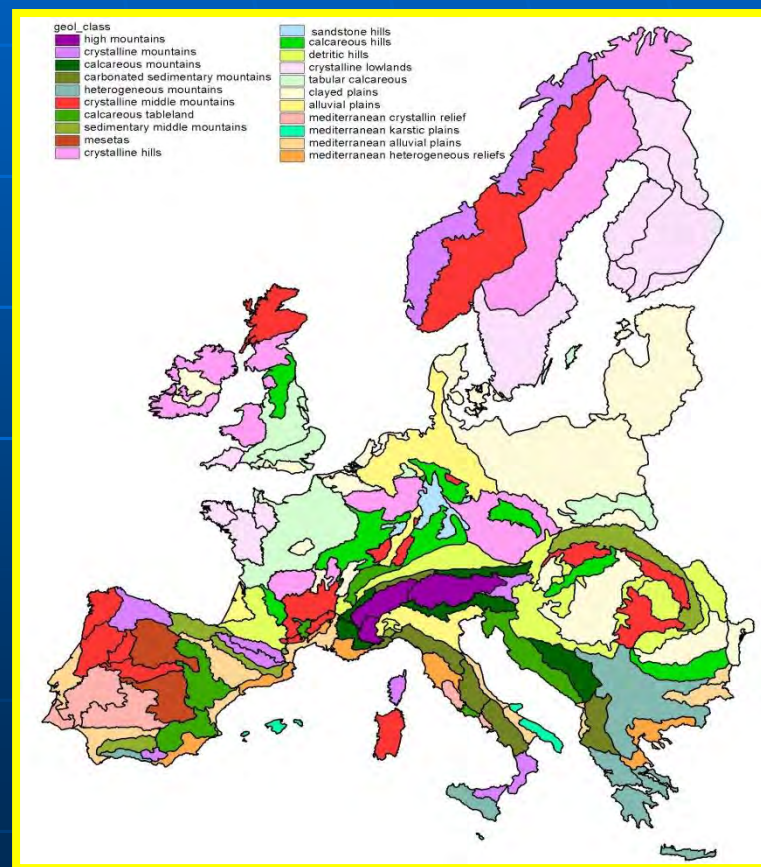 geol_class
high mountains
crystalline mountains
calcareous mountains
carbonated sedimentary mountains
heterogeneous mountains
crystalline middle mountains
calcareous tableland
sedimentary middle mountains
mesetas
crystalline hills
sandstone hills
calcareous hills
detritic hills
crystalline lowlands
tabular calcareous
clayed plains
alluvial plains
mediterranean crystallin relief
mediterranean karstic plains
mediterranean alluvial plains
mediterranean heterogeneous reliefs